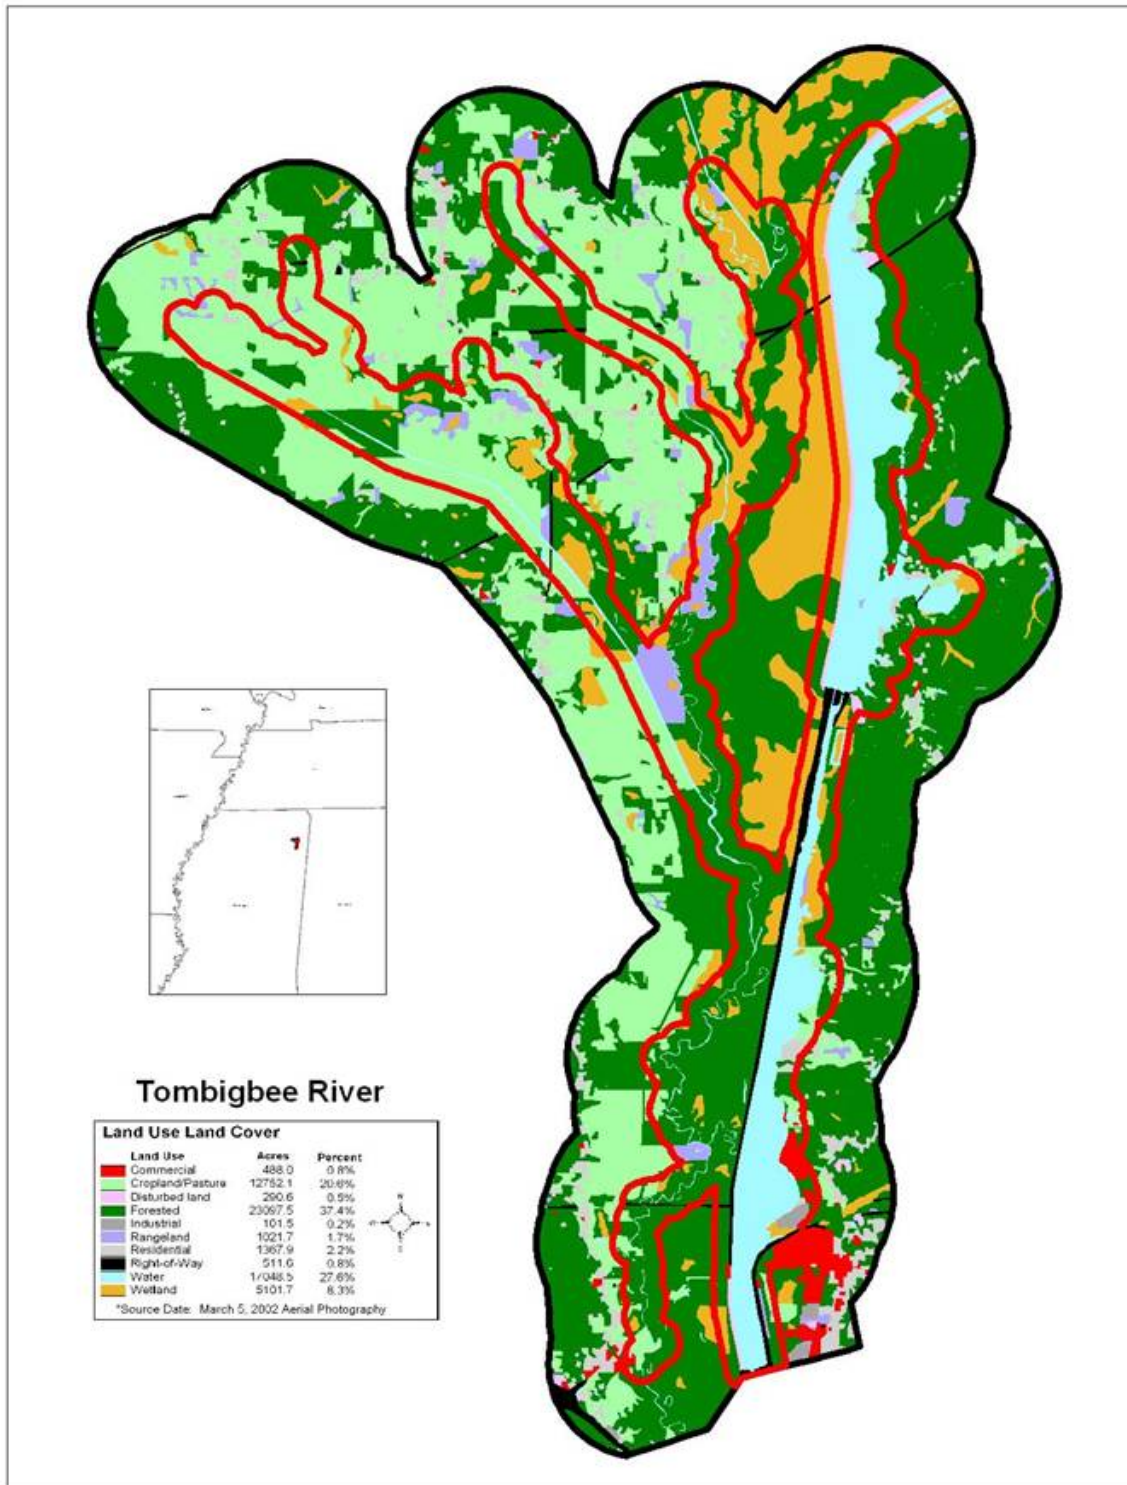 Tombigbee River
Land Use Land Cover
Land Use Acres Percent
Commercial 488.0 0.8%
Cropland/Pasture 12752.1 20.6%
Disturbed land 290.6 0.5%
Forested 23097.5 37.4%
Industrial 101.5 0.2%
Rangeland 1021.7 1.7%
Residential 1367.9 2.2%
Right-of-Way 511.6 0.8%
Water 17048.5 27.6%
Wetland 5101.7 8.3%
*Source Date: March 5, 2002 Aerial Photography